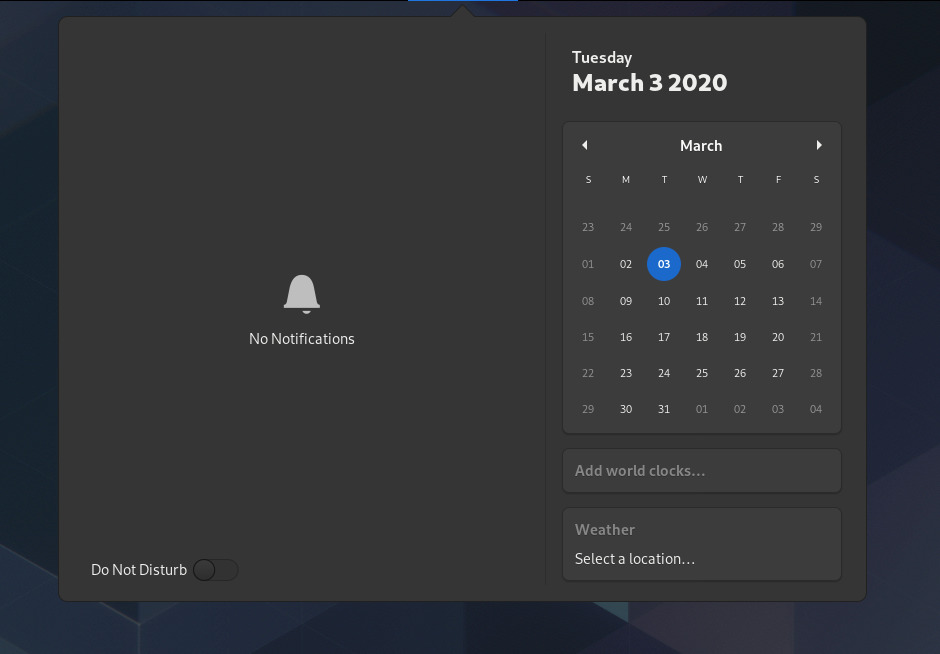 No Notifications
Do Not Disturb
Tuesday
March 3 2020
March
S M T W T F S
23 24 25 26 27 28 29
01 02 03 04 05 06 07
08 09 10 11 12 13 14
15 16 17 18 19 20 21
22 23 24 25 26 27 28
29 30 31 01 02 03 04
Add world clocks…
Weather
Select a location…